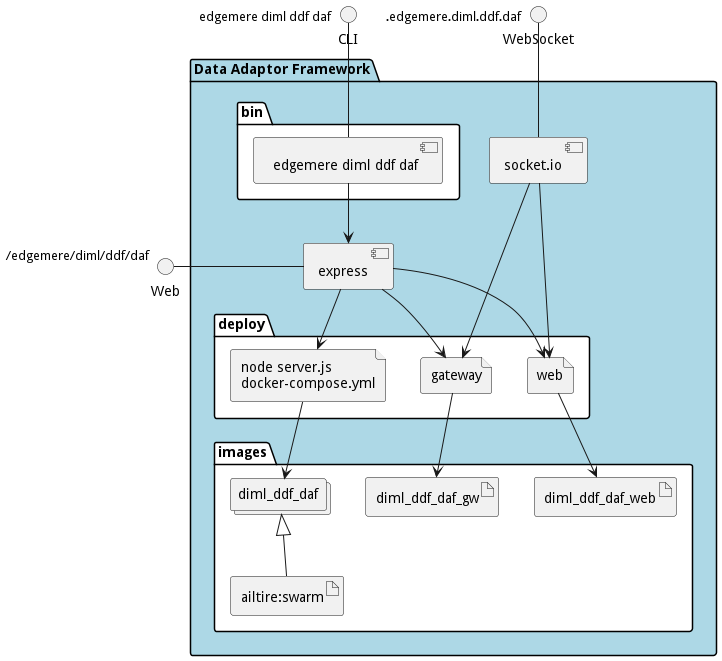 edgemere diml ddf daf
.edgemere.diml.ddf.daf
CLI
WebSocket
Data Adaptor Framework
bin
edgemere diml ddf daf
socket.io
/edgemere/diml/ddf/daf
Web
express
deploy
node server.js
docker-compose.yml
gateway
web
images
diml_ddf_daf
diml_ddf_daf_gw
diml_ddf_daf_web
ailtire:swarm